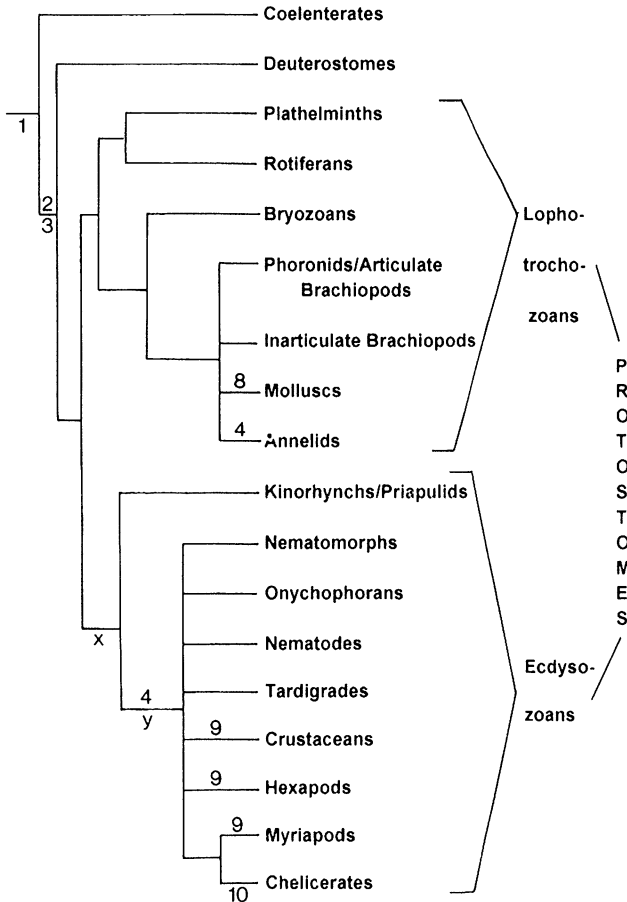 Coelenterates
Deuterostomes
Plathelminths
1
Rotiferans
2
Bryozoans
Lopho-
3
Phoronids/Articulate
Brachiopods
trocho-
zoans
Inarticulate Brachiopods
8
Molluscs
4
Annelids
PROTOSTOMES
Kinorhynchs/Priapulids
Nematomorphs
Onychophorans
x
Nematodes
Ecdyso-
4
Tardigrades
y
zoans
9
Crustaceans
9
Hexapods
9
Myriapods
Chelicerates
10